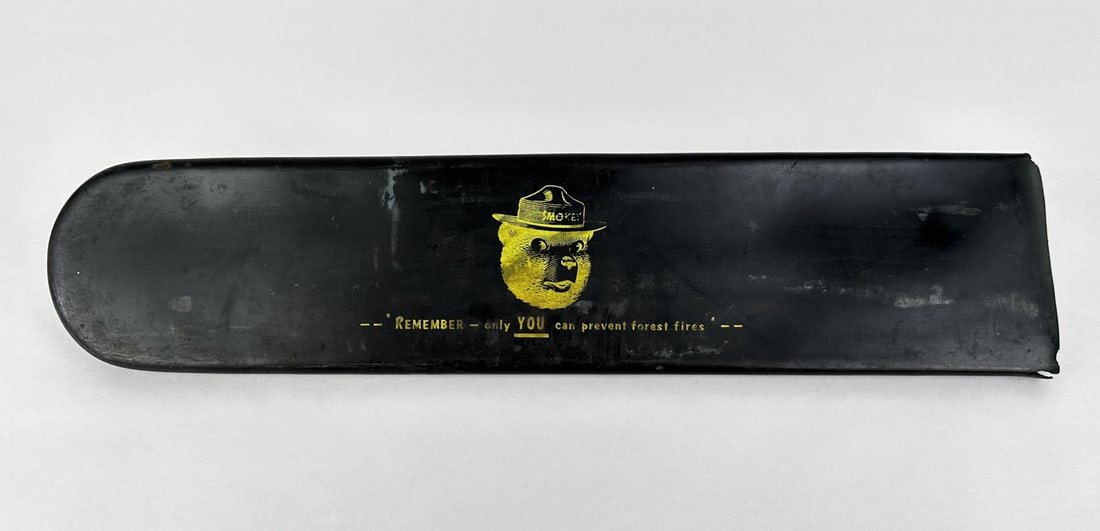 SMOKEY
--"REMEMBER - only YOU can prevent forest fires"--